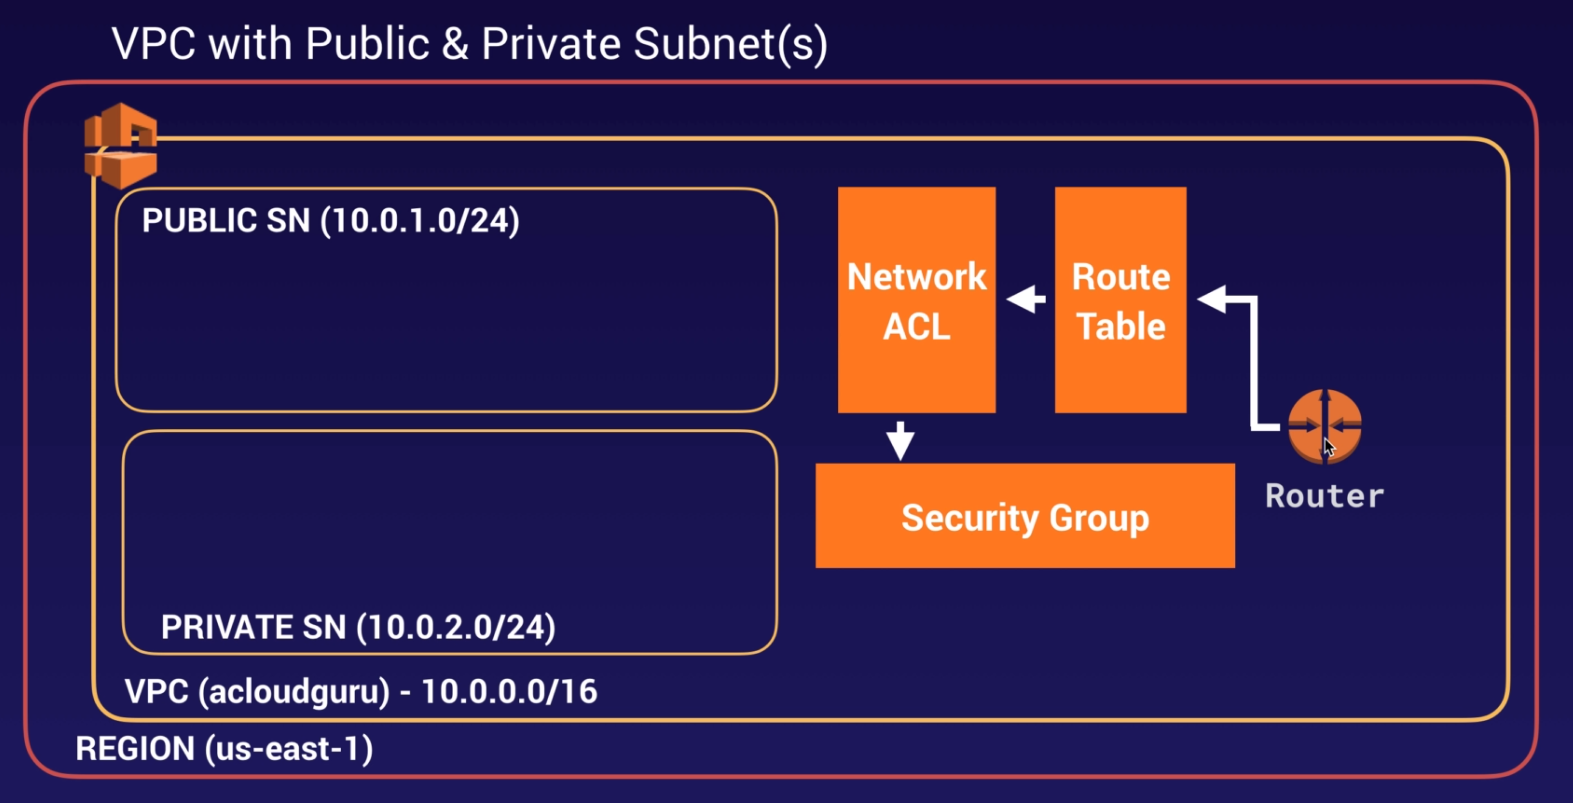 VPC with Public & Private Subnet(s)
PUBLIC SN (10.0.1.0/24)
Network
ACL
Route
Table
Router
Security Group
PRIVATE SN (10.0.2.0/24)
VPC (acloudguru) - 10.0.0.0/16
REGION (us-east-1)